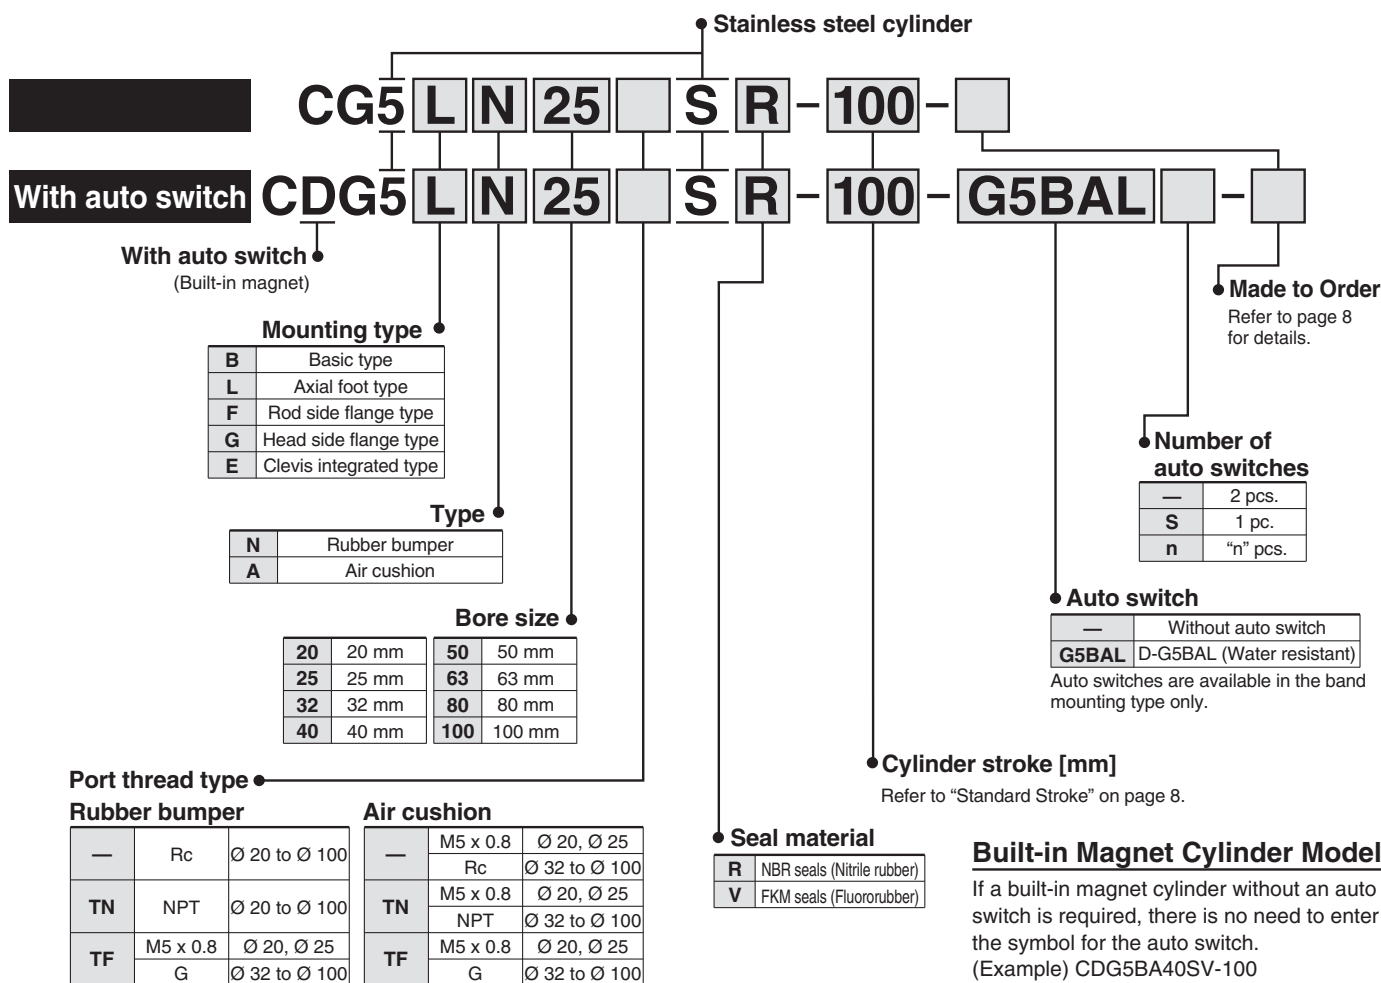 Stainless steel cylinder
CG5 L N 25 S R - 100 -
With auto switch CDG5 L N 25 S R - 100 - G5BAL -
With auto switch
(Built-in magnet)
Made to Order
Refer to page 8
for details.
Mounting type
B Basic type
L Axial foot type
F Rod side flange type
G Head side flange type
E Clevis integrated type
Number of
auto switches
— 2 pcs.
S 1 pc.
n “n” pcs.
Type
N Rubber bumper
A Air cushion
Auto switch
— Without auto switch
G5BAL D-G5BAL (Water resistant)
Auto switches are available in the band
mounting type only.
Bore size
20 20 mm 50 50 mm
25 25 mm 63 63 mm
32 32 mm 80 80 mm
40 40 mm 100 100 mm
Cylinder stroke [mm]
Refer to “Standard Stroke” on page 8.
Port thread type
Rubber bumper
— Rc Ø 20 to Ø 100
TN NPT Ø 20 to Ø 100
TF M5 x 0.8 Ø 20, Ø 25
G Ø 32 to Ø 100
Air cushion
— M5 x 0.8 Ø 20, Ø 25
Rc Ø 32 to Ø 100
TN M5 x 0.8 Ø 20, Ø 25
NPT Ø 32 to Ø 100
TF M5 x 0.8 Ø 20, Ø 25
G Ø 32 to Ø 100
Seal material
R NBR seals (Nitrile rubber)
V FKM seals (Fluororubber)
Built-in Magnet Cylinder Model
If a built-in magnet cylinder without an auto
switch is required, there is no need to enter
the symbol for the auto switch.
(Example) CDG5BA40SV-100